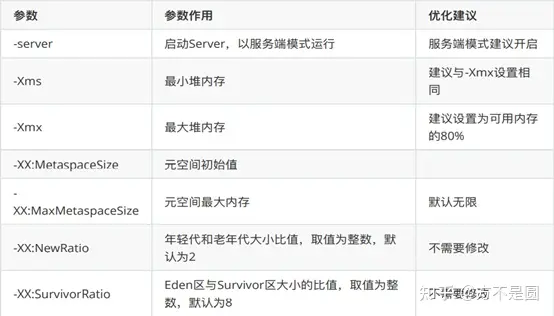 参数 参数作用 优化建议
-server 启动Server，以服务端模式运行 服务端模式建议开启
-Xms 最小堆内存 建议与-Xmx设置相
同
-Xmx 最大堆内存 建议设置为可用内存
的80%
-XX:MetaspaceSize 元空间初始值
-
XX:MaxMetaspaceSize 元空间最大内存 默认无限
-XX:NewRatio 年轻代和老年代大小比值，取值为整数，默
认为2 不需要修改
-XX:SurvivorRatio Eden区与Survivor区大小的比值，取值为整
数，默认为8 不需要修改
知乎 @方不是圆